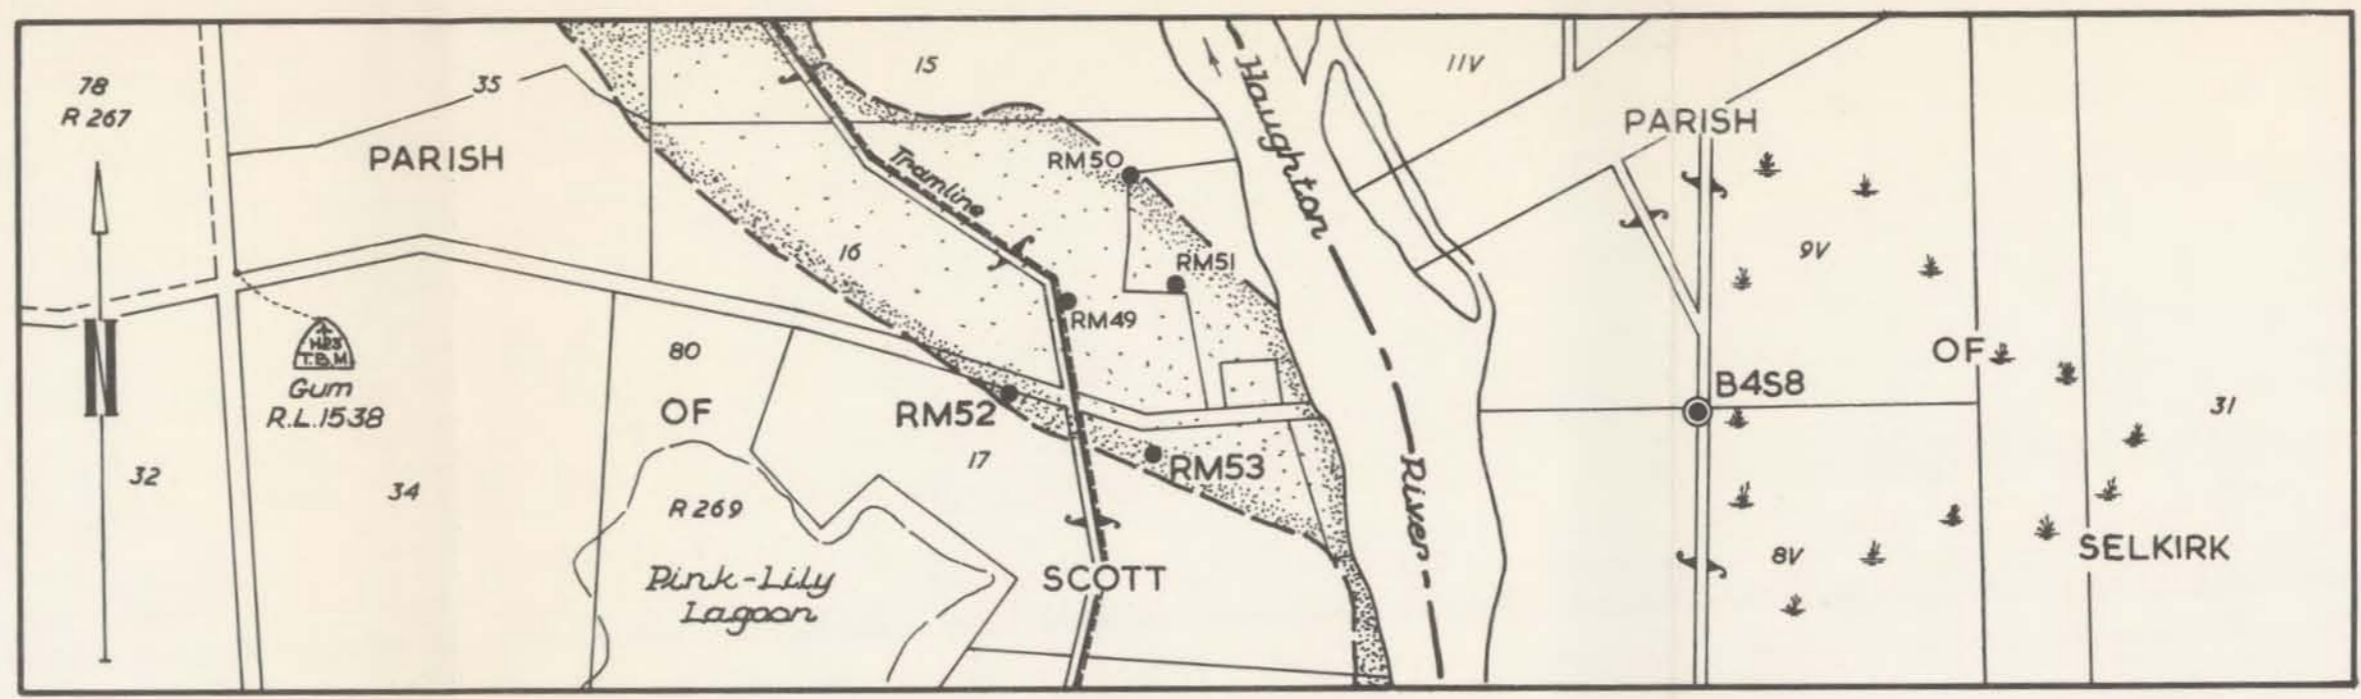 78
R 267
35
PARISH
15
Haughton
River
11V
PARISH
RM50
Tramline
16
RM51
RM49
9V
H23
T.B.M.
Gum
R.L.1538
80
OF
RM52
17
RM53
OF
B4S8
31
32
34
R 269
Pink-Lily
Lagoon
SCOTT
8V
SELKIRK
N